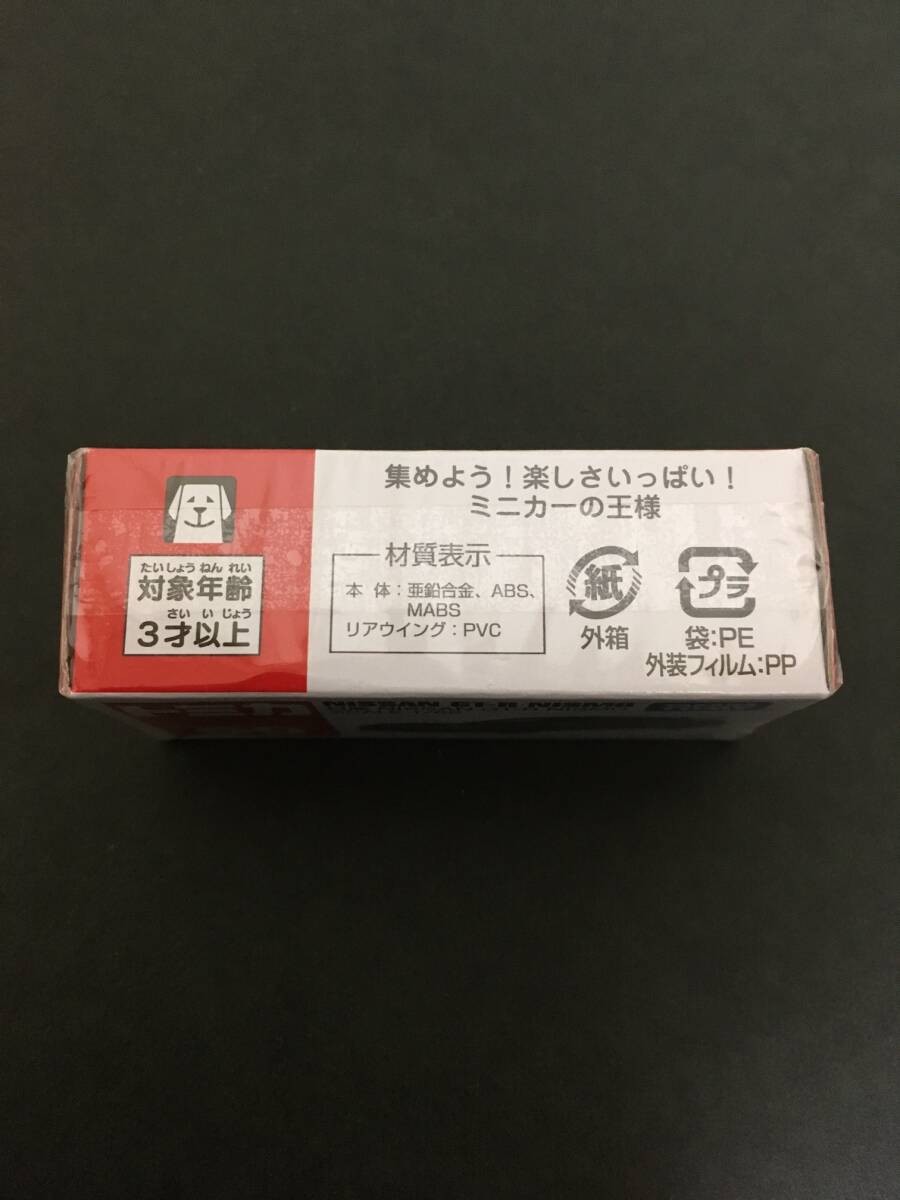 集めよう！楽しさいっぱい！
ミニカーの王様
たいしょうねんれい
対象年齢
さいいじょう
3才以上
材質表示
本体：亜鉛合金、ABS、
MABS
リアウイング：PVC
紙
外箱
プラ
袋：PE
外装フィルム：PP
NISSAN GT-R NISMO